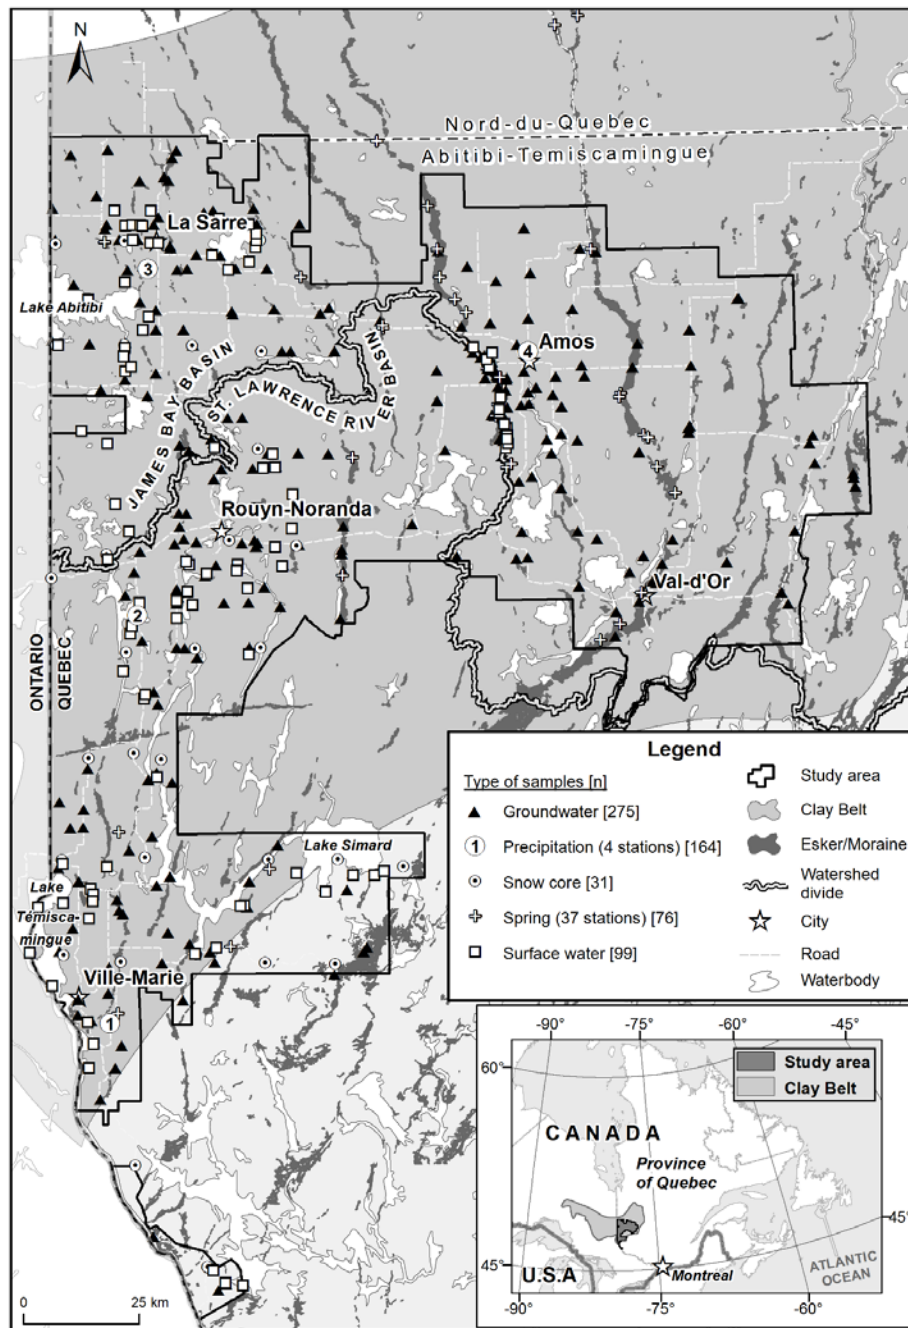 N
Nord-du-Quebec
Abitibi-Temiscamingue
La Sarre
3
Lake Abitibi
JAMES BAY BASIN
ST. LAWRENCE RIVER BASIN
4
Amos
Rouyn-Noranda
Val-d'Or
2
ONTARIO
QUEBEC
Lake Simard
Lake
Témisca-
mingue
Ville-Marie
1
0 25 km
Legend
Type of samples [n]
Groundwater [275]
1 Precipitation (4 stations) [164]
Snow core [31]
Spring (37 stations) [76]
Surface water [99]
Study area
Clay Belt
Esker/Moraine
Watershed
divide
City
Road
Waterbody
-90° -75° -60° -45°
Study area
Clay Belt
60°
CANADA
Province
of Quebec
45°
45°
U.S.A
Montreal
ATLANTIC
OCEAN
-90° -75° -60°